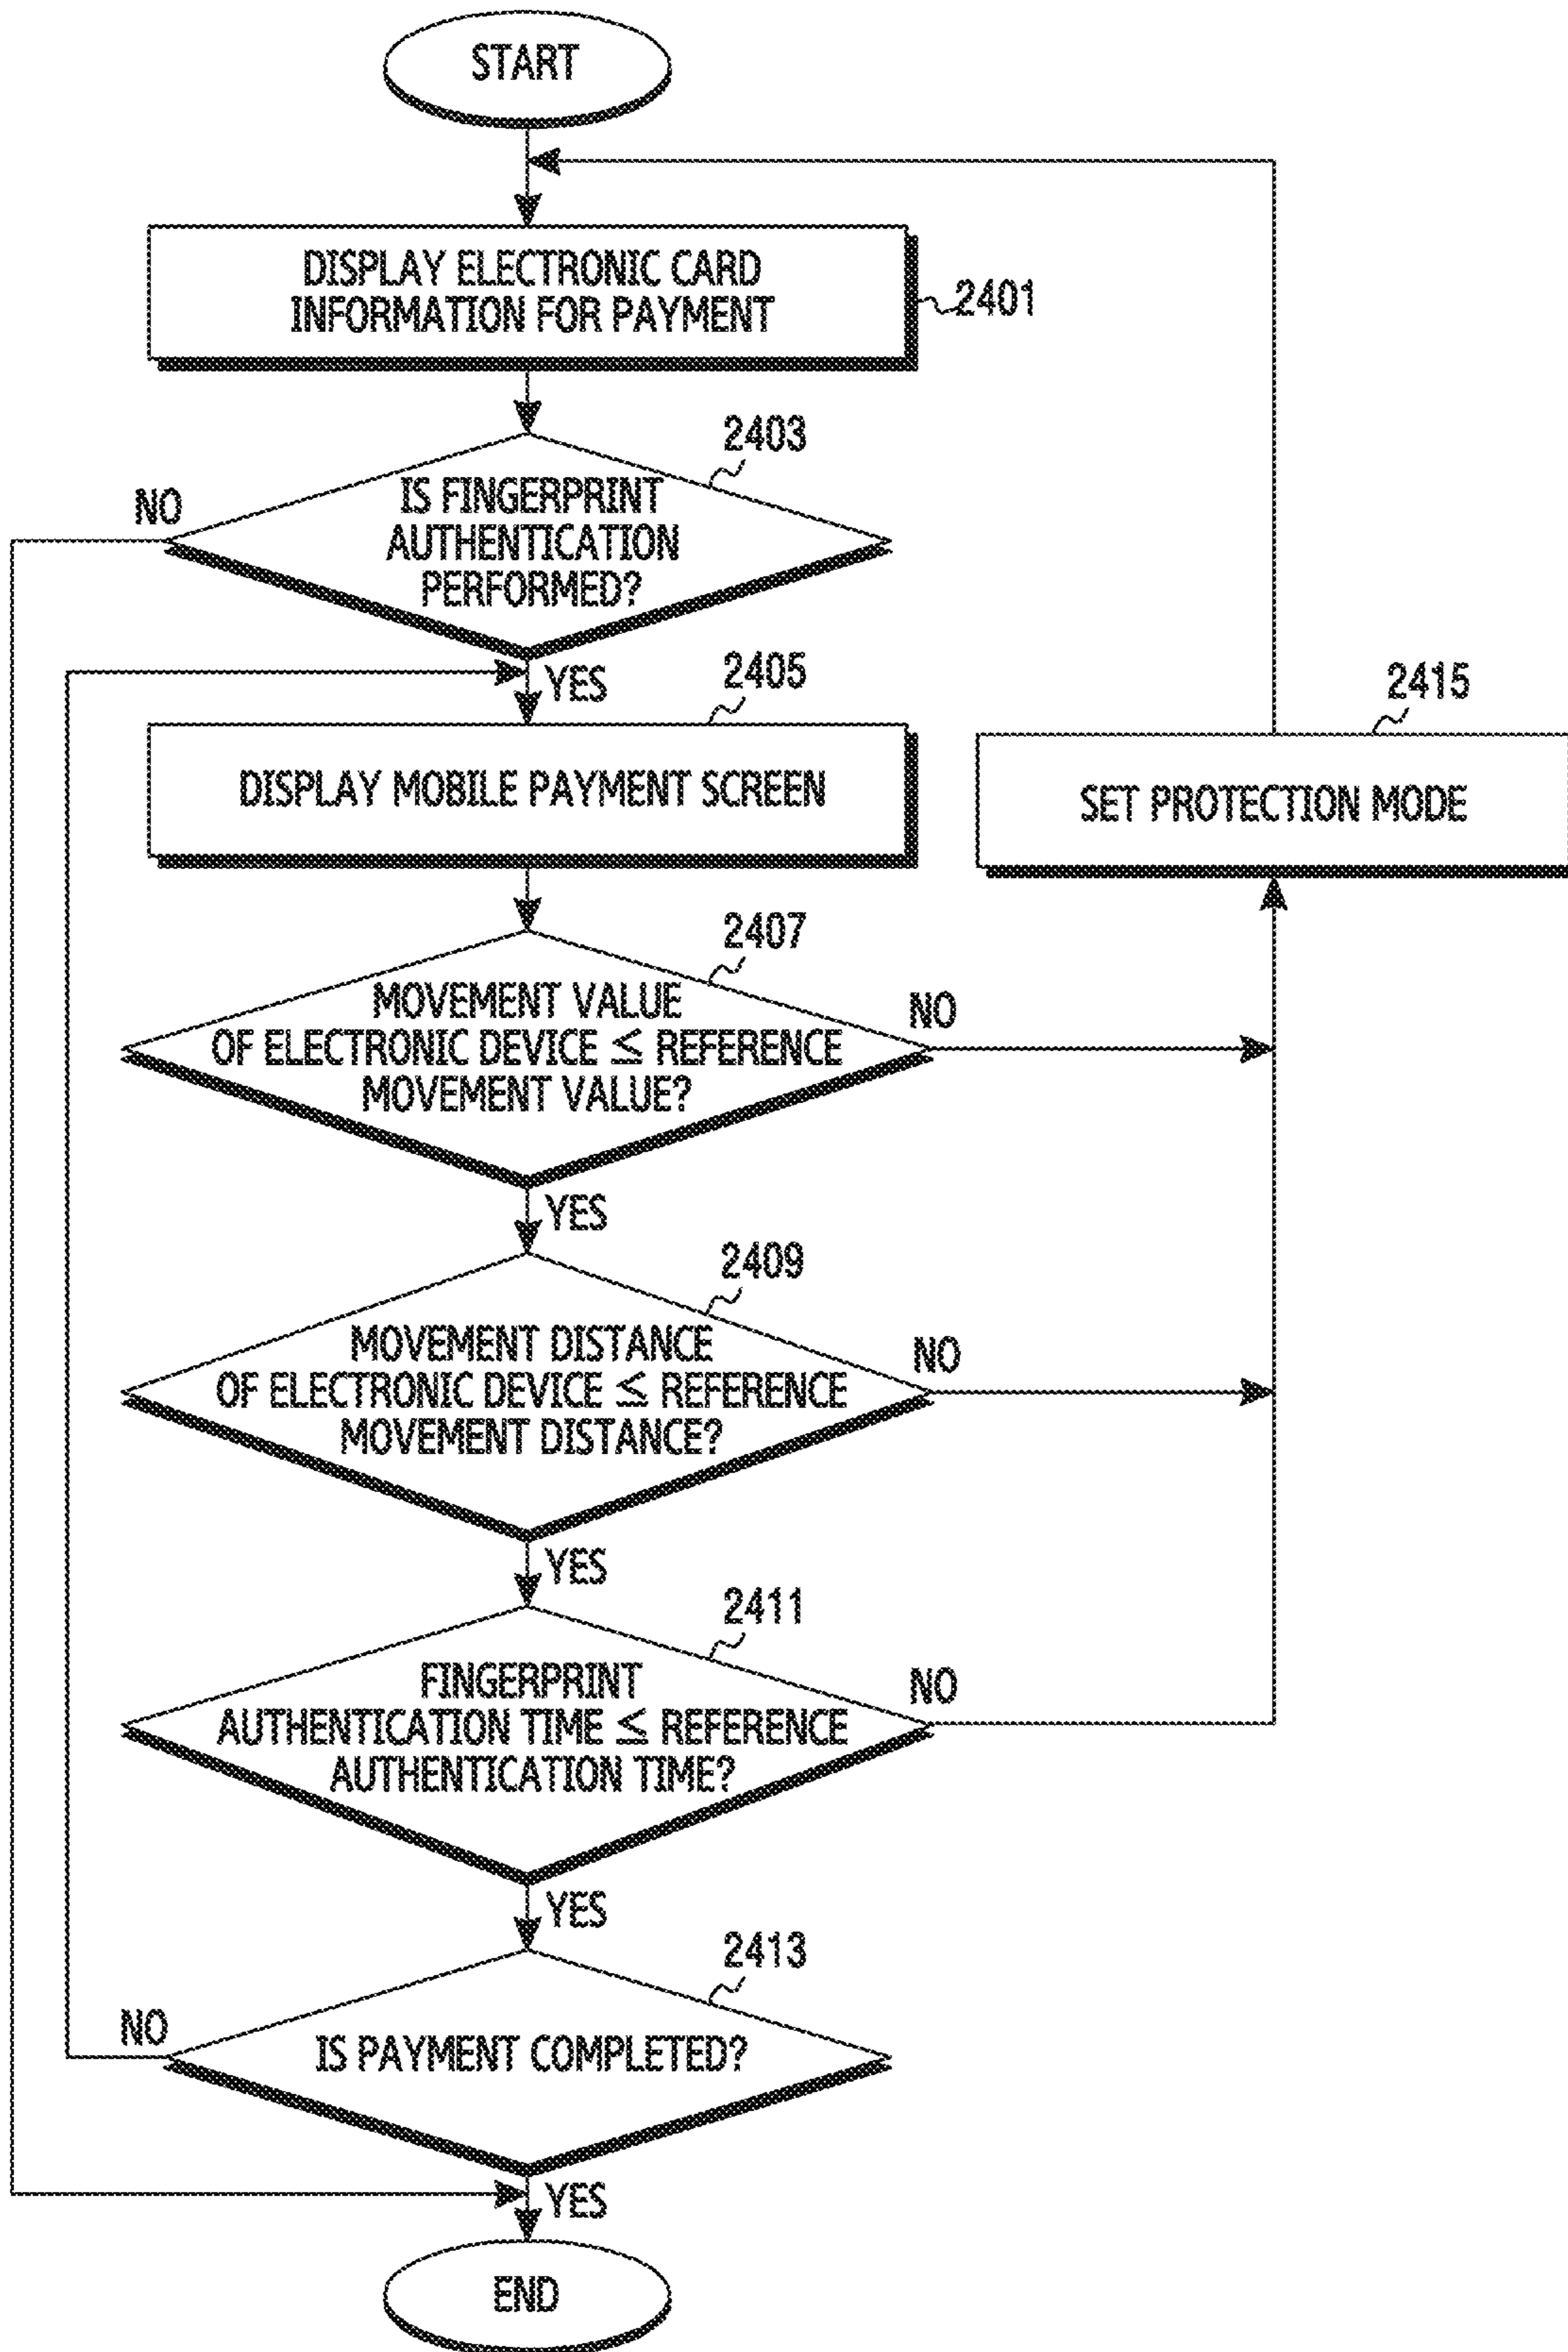 START
DISPLAY ELECTRONIC CARD
INFORMATION FOR PAYMENT
2401
2403
NO
IS FINGERPRINT
AUTHENTICATION
PERFORMED?
YES
2405
2415
DISPLAY MOBILE PAYMENT SCREEN
SET PROTECTION MODE
2407
MOVEMENT VALUE
OF ELECTRONIC DEVICE ≤ REFERENCE
MOVEMENT VALUE?
NO
YES
2409
MOVEMENT DISTANCE
OF ELECTRONIC DEVICE ≤ REFERENCE
MOVEMENT DISTANCE?
NO
YES
2411
FINGERPRINT
AUTHENTICATION TIME ≤ REFERENCE
AUTHENTICATION TIME?
NO
YES
2413
NO
IS PAYMENT COMPLETED?
YES
END